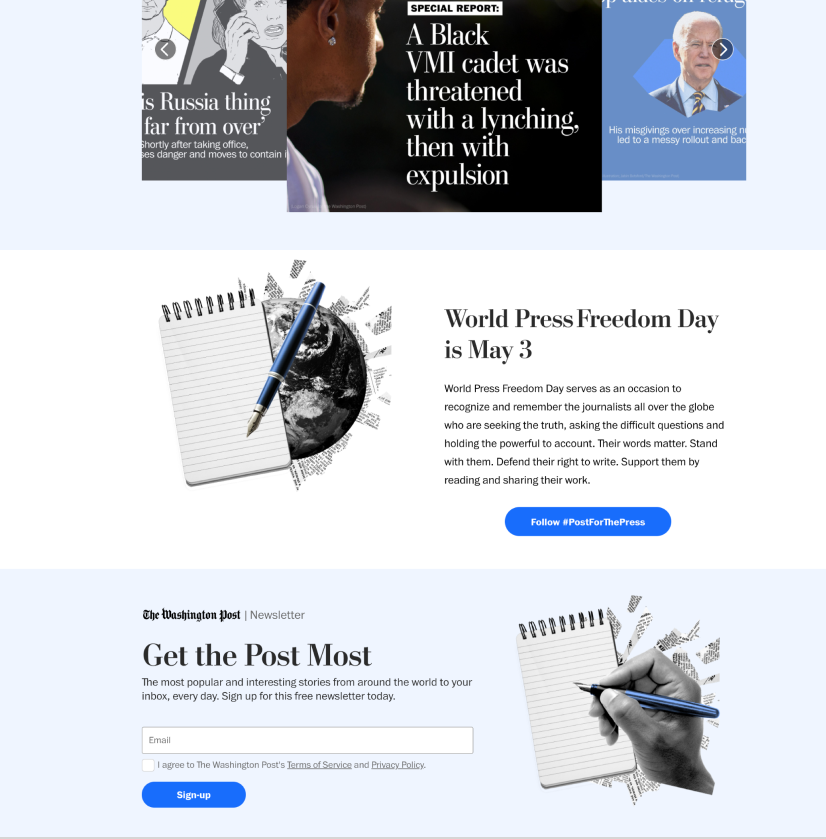 SPECIAL REPORT:
A Black
VMI cadet was
threatened
with a lynching,
then with
expulsion
is Russia thing
far from over’
Shortly after taking office,
ses danger and moves to contain i
op aides on refug
His misgivings over increasing
led to a messy rollout and bac
World Press Freedom Day
is May 3
World Press Freedom Day serves as an occasion to
recognize and remember the journalists all over the globe
who are seeking the truth, asking the difficult questions and
holding the powerful to account. Their words matter. Stand
with them. Defend their right to write. Support them by
reading and sharing their work.
Follow #PostForThePress
The Washington Post | Newsletter
Get the Post Most
The most popular and interesting stories from around the world to your
inbox, every day. Sign up for this free newsletter today.
Email
I agree to The Washington Post's Terms of Service and Privacy Policy.
Sign-up